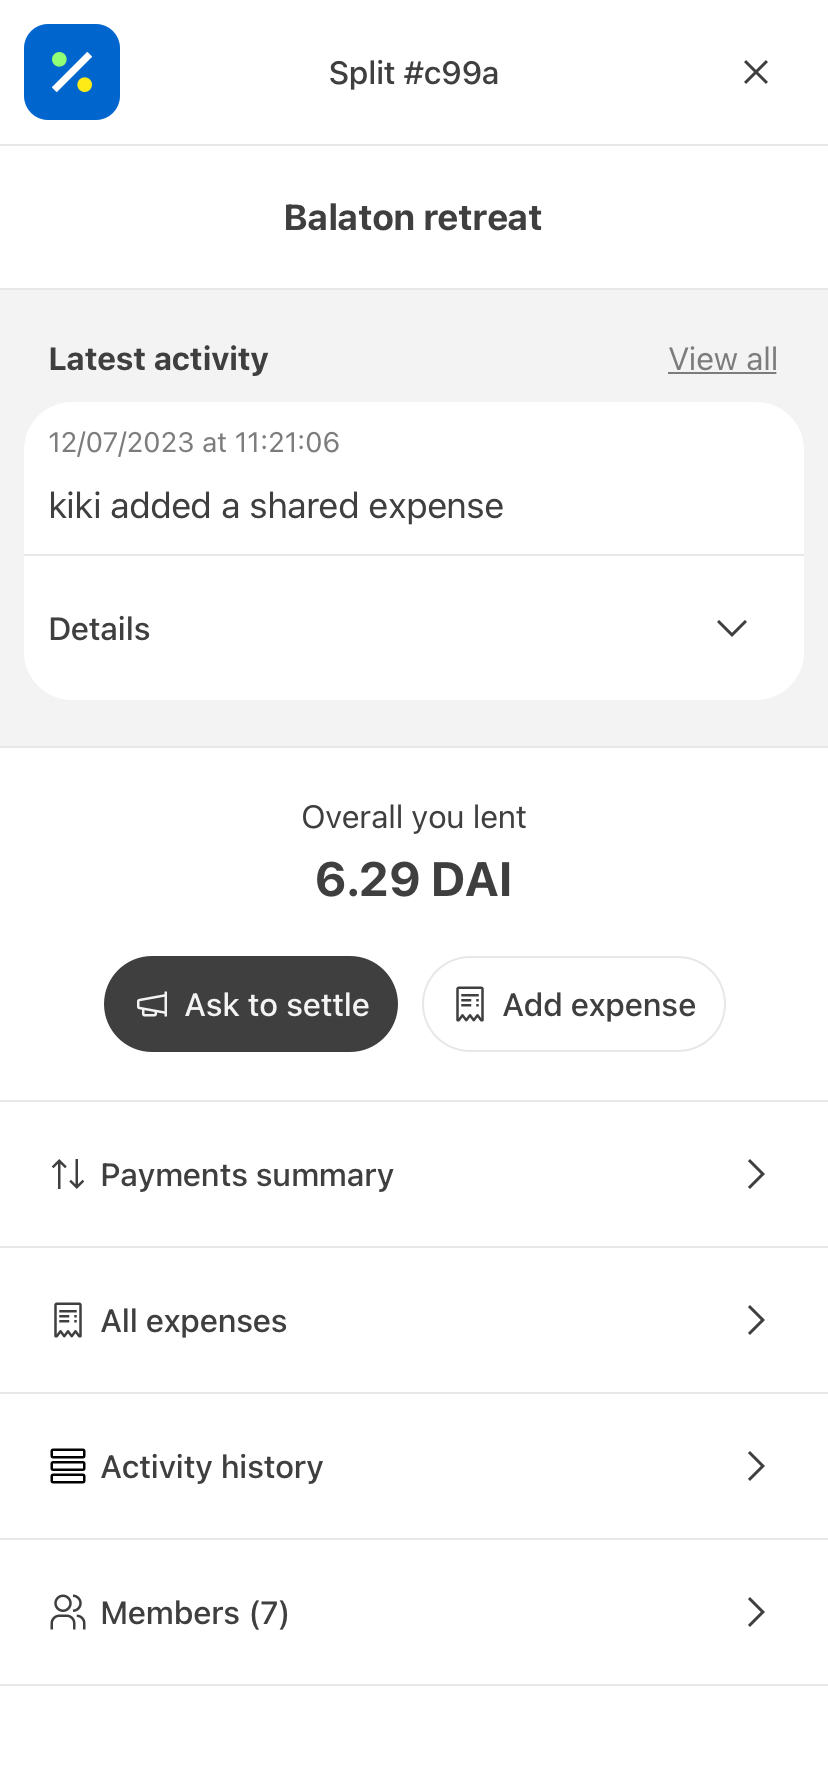 Split #c99a
Balaton retreat
Latest activity
View all
12/07/2023 at 11:21:06
kiki added a shared expense
Details
Overall you lent
6.29 DAI
Ask to settle
Add expense
Payments summary
All expenses
Activity history
Members (7)